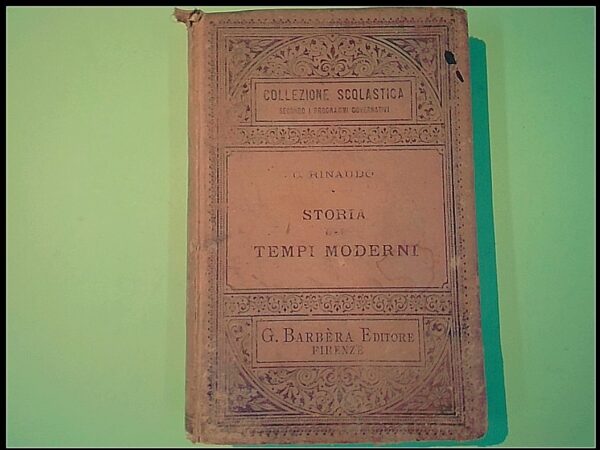 COLLEZIONE SCOLASTICA
SECONDO I PROGRAMMI GOVERNATIVI
C. RINAUDO
STORIA
TEMPI MODERNI
G. BARBÈRA EDITORE
FIRENZE